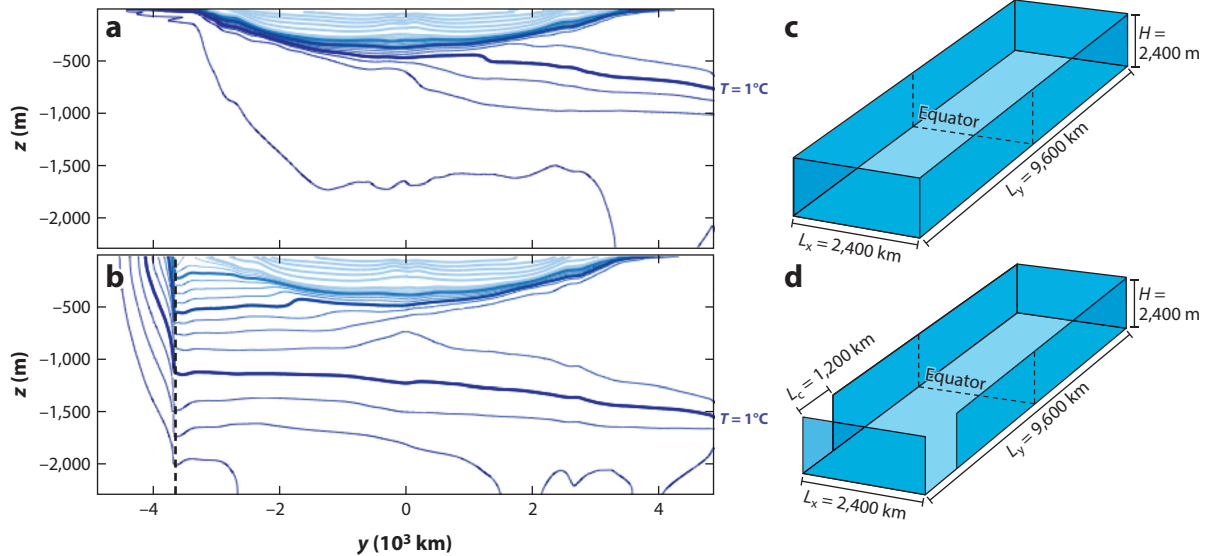 a
z (m)
−500
−1,000
−1,500
−2,000
T = 1°C
b
z (m)
−500
−1,000
−1,500
−2,000
T = 1°C
−4
−2
0
2
4
y (10³ km)
c
H =
2,400 m
Equator
Ly = 9,600 km
Lx = 2,400 km
d
H =
2,400 m
Lc = 1,200 km
Equator
Ly = 9,600 km
Lx = 2,400 km